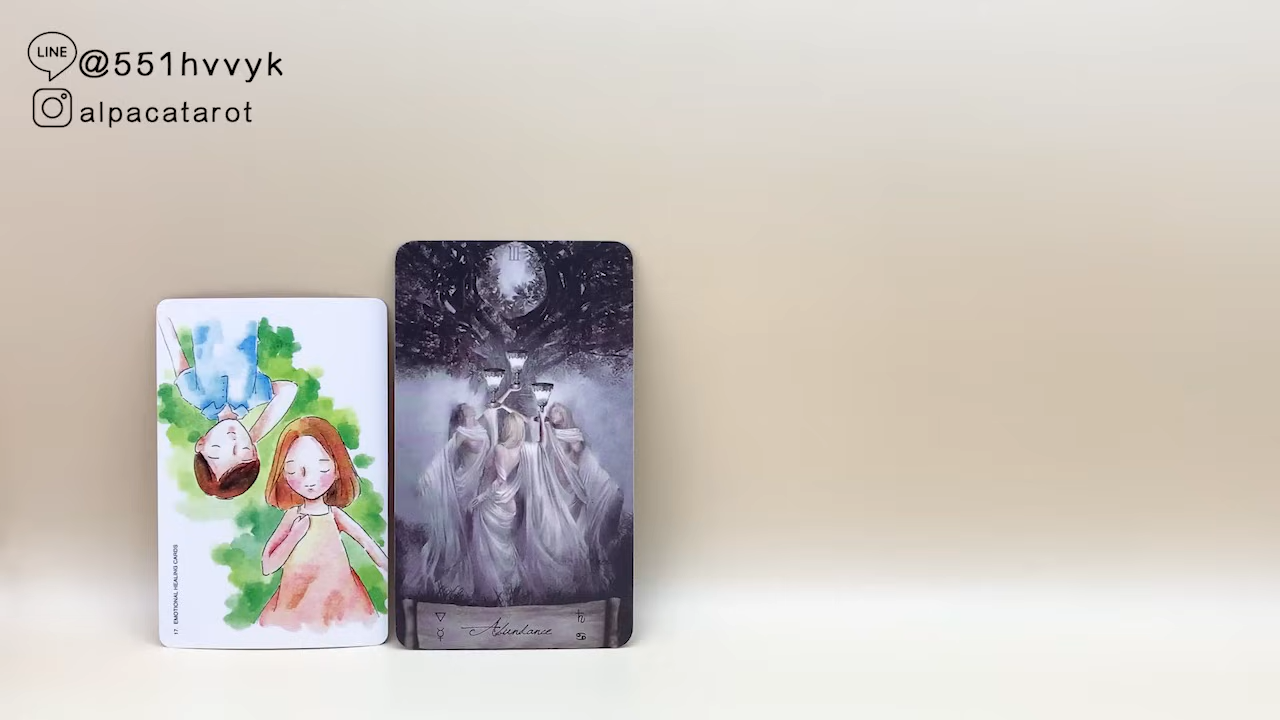 LINE
@551hvvyk
alpacatarot
III
17 EMOTIONAL HEALING CARDS
Abundance